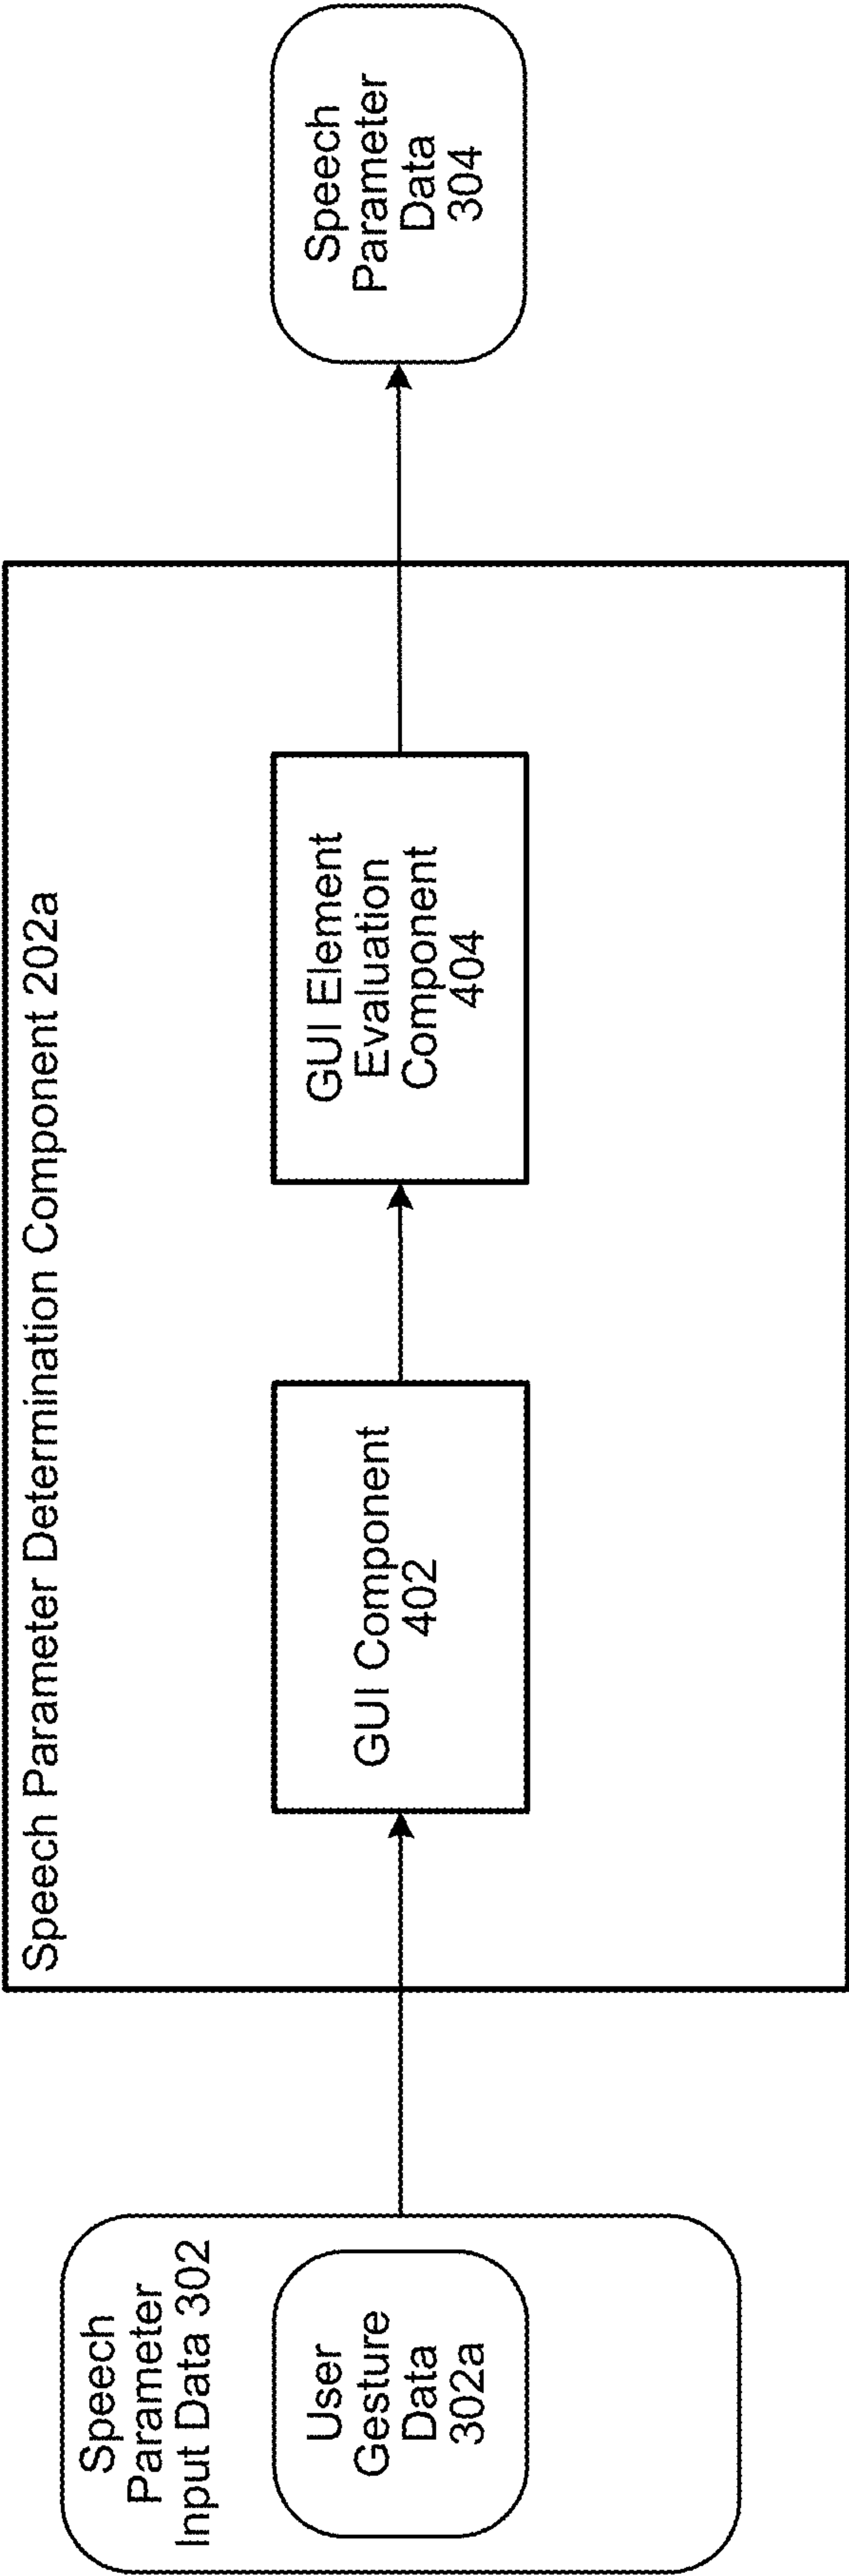 Speech
Parameter
Input Data 302
User
Gesture
Data
302a
Speech Parameter Determination Component 202a
GUI Component
402
GUI Element
Evaluation
Component
404
Speech
Parameter
Data
304